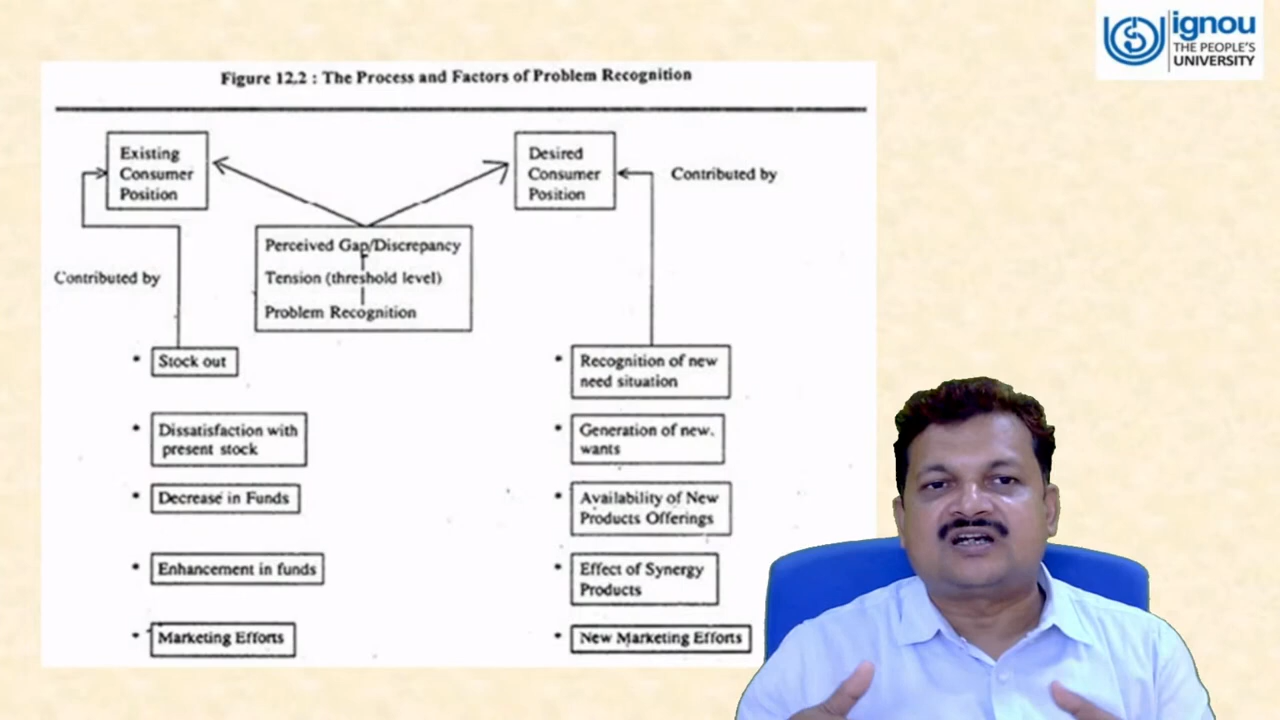 ignou
THE PEOPLE'S
UNIVERSITY
Figure 12.2 : The Process and Factors of Problem Recognition
Existing
Consumer
Position
Desired
Consumer
Position
Contributed by
Perceived Gap/Discrepancy
Tension (threshold level)
Problem Recognition
Contributed by
• Stock out
• Dissatisfaction with
present stock
• Decrease in Funds
• Enhancement in funds
• Marketing Efforts
• Recognition of new
need situation
• Generation of new.
wants
• Availability of New
Products Offerings
• Effect of Synergy
Products
• New Marketing Efforts